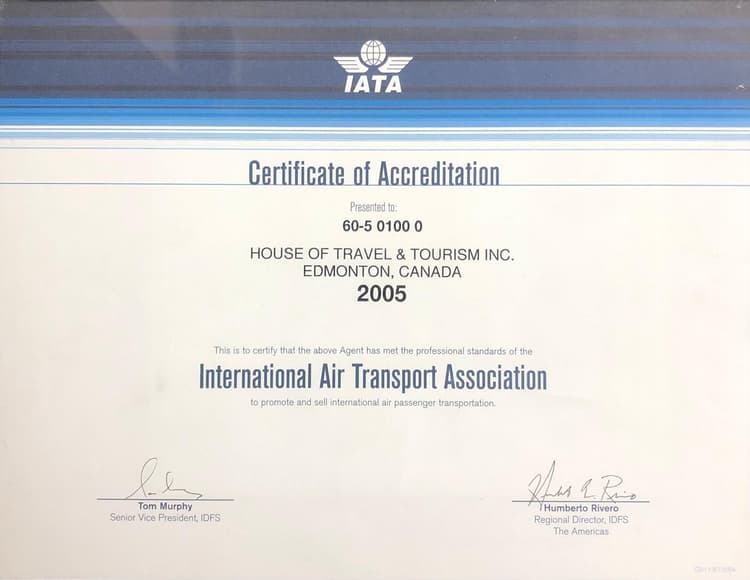 IATA
Certificate of Accreditation
Presented to:
60-5 0100 0
HOUSE OF TRAVEL & TOURISM INC.
EDMONTON, CANADA
2005
This is to certify that the above Agent has met the professional standards of the
International Air Transport Association
to promote and sell international air passenger transportation.
Tom Murphy
Senior Vice President, IDFS
Humberto Rivero
Regional Director, IDFS
The Americas